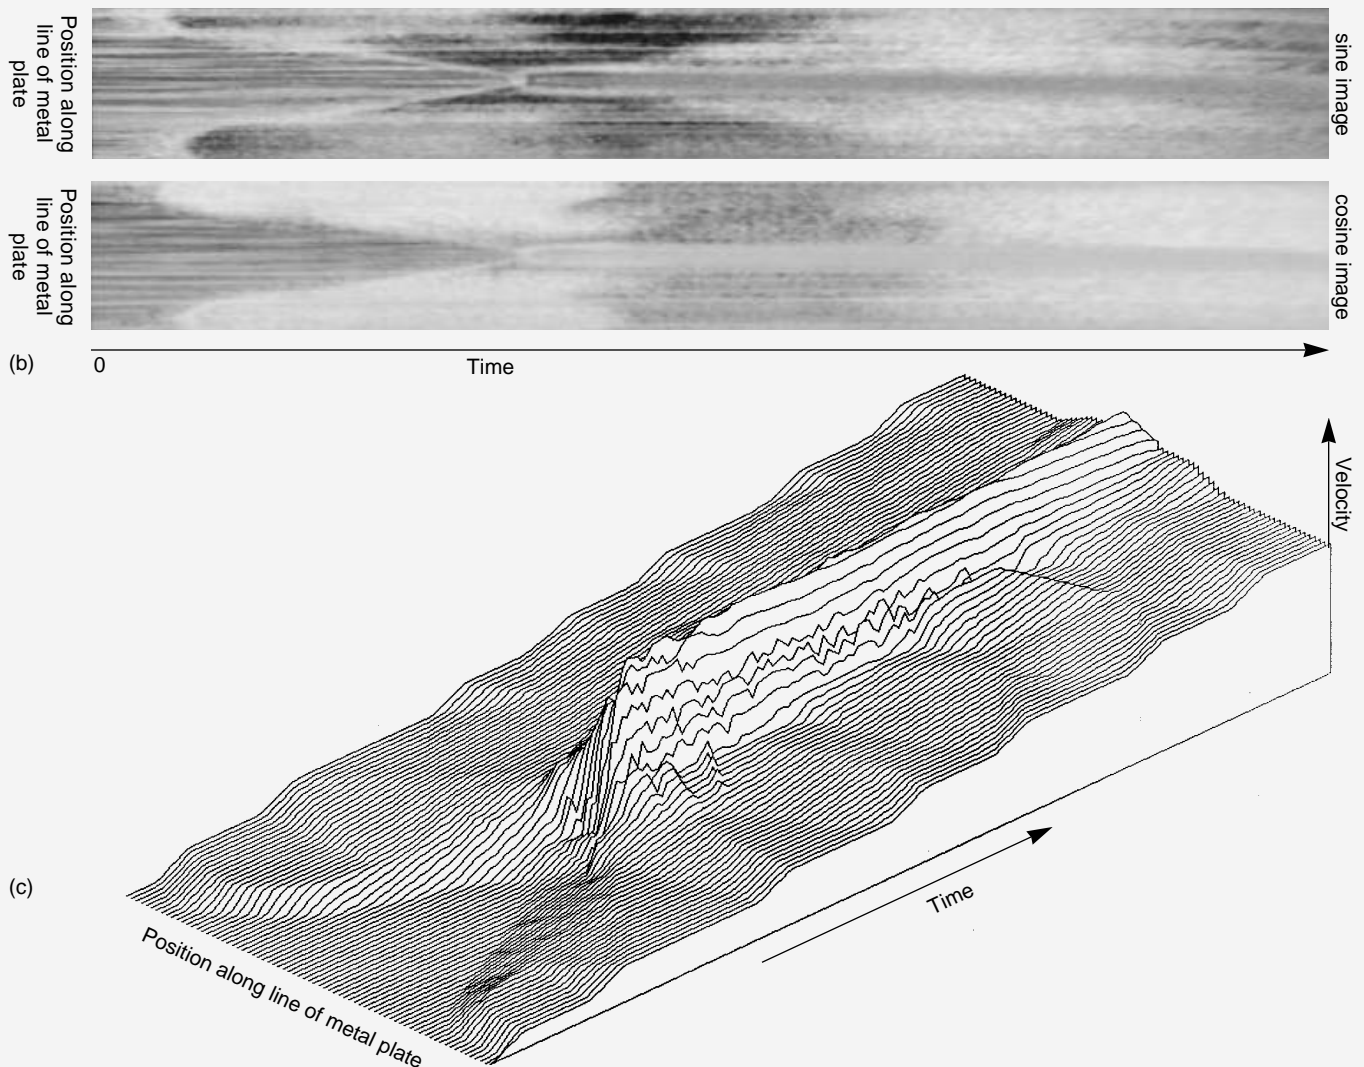 Position along
line of metal
plate
sine image
Position along
line of metal
plate
cosine image
(b)
0
Time
Velocity
(c)
Time
Position along line of metal plate